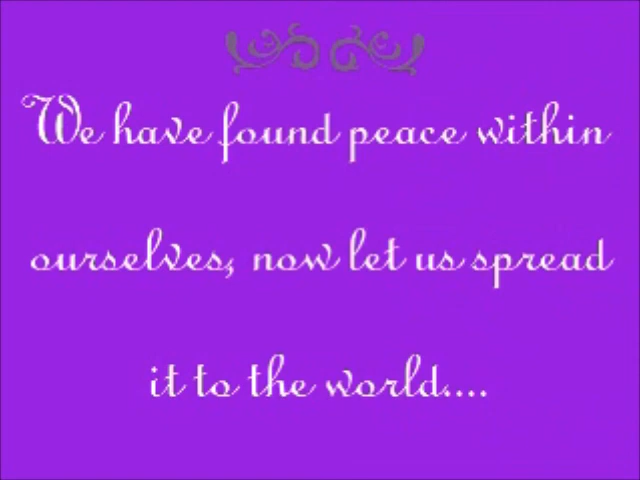 We have found peace within
ourselves, now let us spread
it to the world....